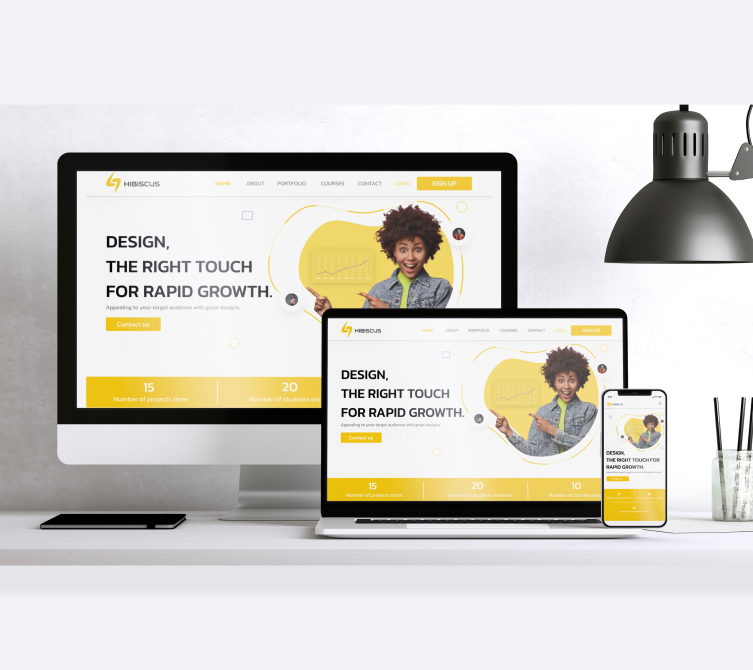 HIBISCUS
HOME ABOUT PORTFOLIO COURSES CONTACT LOGIN SIGN UP
DESIGN,
THE RIGHT TOUCH
FOR RAPID GROWTH.
Appealing to your target audience with great designs.
Contact us
15 20
Number of projects done Number of students enr
HIBISCUS
HOME ABOUT PORTFOLIO COURSES CONTACT LOGIN SIGN UP
DESIGN,
THE RIGHT TOUCH
FOR RAPID GROWTH.
Appealing to your target audience with great designs.
Contact us
15 20 10
Number of projects done Number of students enrolled Number of courses
HIBISCUS
DESIGN,
THE RIGHT TOUCH FOR
RAPID GROWTH.